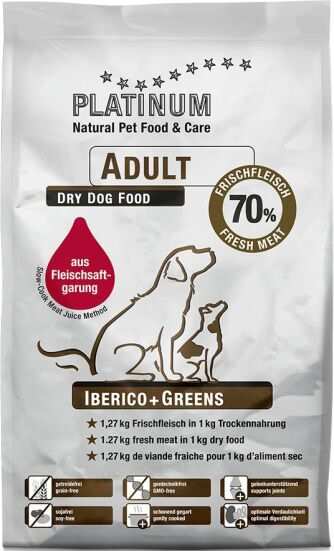 PLATINUM
Natural Pet Food & Care
ADULT
DRY DOG FOOD
FRISCHFLEISCH
70%
FRESH MEAT
aus
Fleischsaft-
garung
Slow-Cook Meat Juice Method
IBERICO+GREENS
★ 1,27 kg Frischfleisch in 1 kg Trockennahrung
★ 1.27 kg fresh meat in 1 kg dry food
★ 1,27 kg de viande fraiche pour 1 kg d'aliment sec
getreidefrei
grain-free
gentechnikfrei
GMO-free
gelenkunterstützend
supports joints
sojafrei
soy-free
schonend gegart
gently cooked
optimale Verdaulichkeit
optimal digestibility